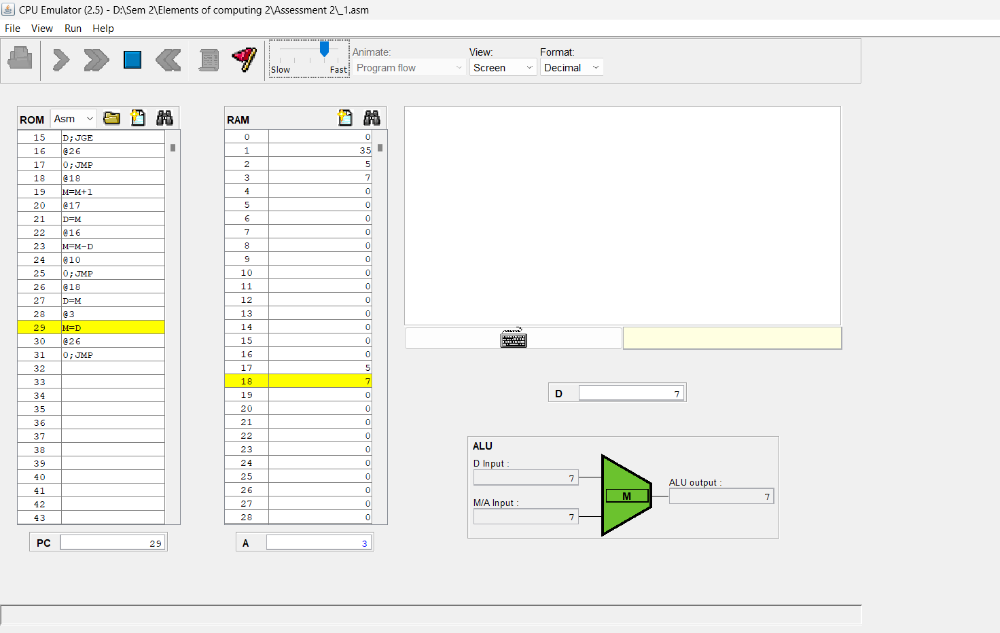 CPU Emulator (2.5) - D:\Sem 2\Elements of computing 2\Assessment 2\_1.asm
File View Run Help
Slow Fast
Animate:
Program flow
View:
Screen
Format:
Decimal
ROM Asm
15 D;JGE
16 @26
17 0;JMP
18 @18
19 M=M+1
20 @17
21 D=M
22 @16
23 M=M-D
24 @10
25 0;JMP
26 @18
27 D=M
28 @3
29 M=D
30 @26
31 0;JMP
32
33
34
35
36
37
38
39
40
41
42
43
PC 29
RAM
0 0
1 35
2 5
3 7
4 0
5 0
6 0
7 0
8 0
9 0
10 0
11 0
12 0
13 0
14 0
15 0
16 0
17 5
18 7
19 0
20 0
21 0
22 0
23 0
24 0
25 0
26 0
27 0
28 0
A 3
D 7
ALU
D Input :
7
M/A Input :
7
M
ALU output :
7